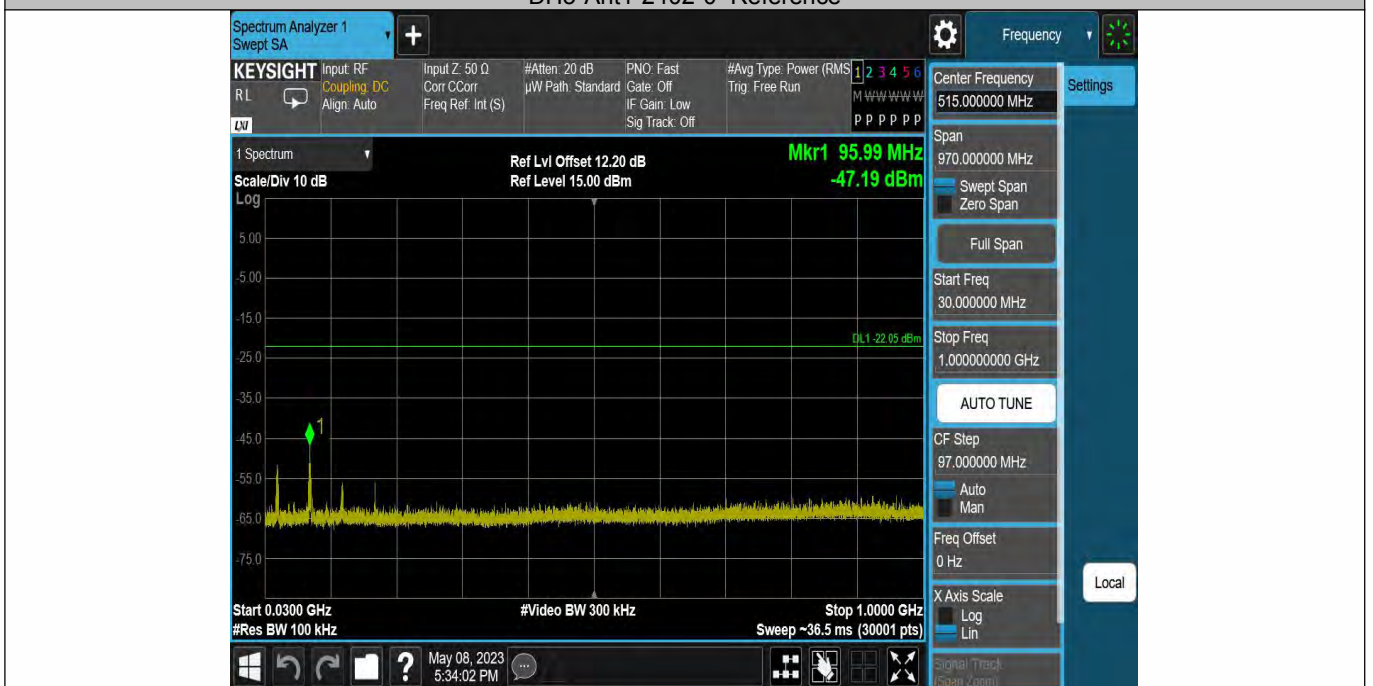 DH5-Ant1-2402-0~Reference
Spectrum Analyzer 1
Swept SA
Frequency
KEYSIGHT
RL
LXI
Input: RF
Coupling: DC
Align: Auto
Input Z: 50 Ω
Corr CCorr
Freq Ref: Int (S)
#Atten: 20 dB
µW Path: Standard
PNO: Fast
Gate: Off
IF Gain: Low
Sig Track: Off
#Avg Type: Power (RMS
Trig: Free Run
1 2 3 4 5 6
M W W W W W
P P P P P P
1 Spectrum
Scale/Div 10 dB
Log
Ref Lvl Offset 12.20 dB
Ref Level 15.00 dBm
Mkr1 95.99 MHz
-47.19 dBm
5.00
-5.00
-15.0
DL1 -22.05 dBm
-25.0
-35.0
1
-45.0
-55.0
-65.0
-75.0
Start 0.0300 GHz
#Res BW 100 kHz
#Video BW 300 kHz
Stop 1.0000 GHz
Sweep ~36.5 ms (30001 pts)
May 08, 2023
5:34:02 PM
Center Frequency
515.000000 MHz
Settings
Span
970.000000 MHz
Swept Span
Zero Span
Full Span
Start Freq
30.000000 MHz
Stop Freq
1.000000000 GHz
AUTO TUNE
CF Step
97.000000 MHz
Auto
Man
Freq Offset
0 Hz
Local
X Axis Scale
Log
Lin
Signal Track
(Span Zoom)